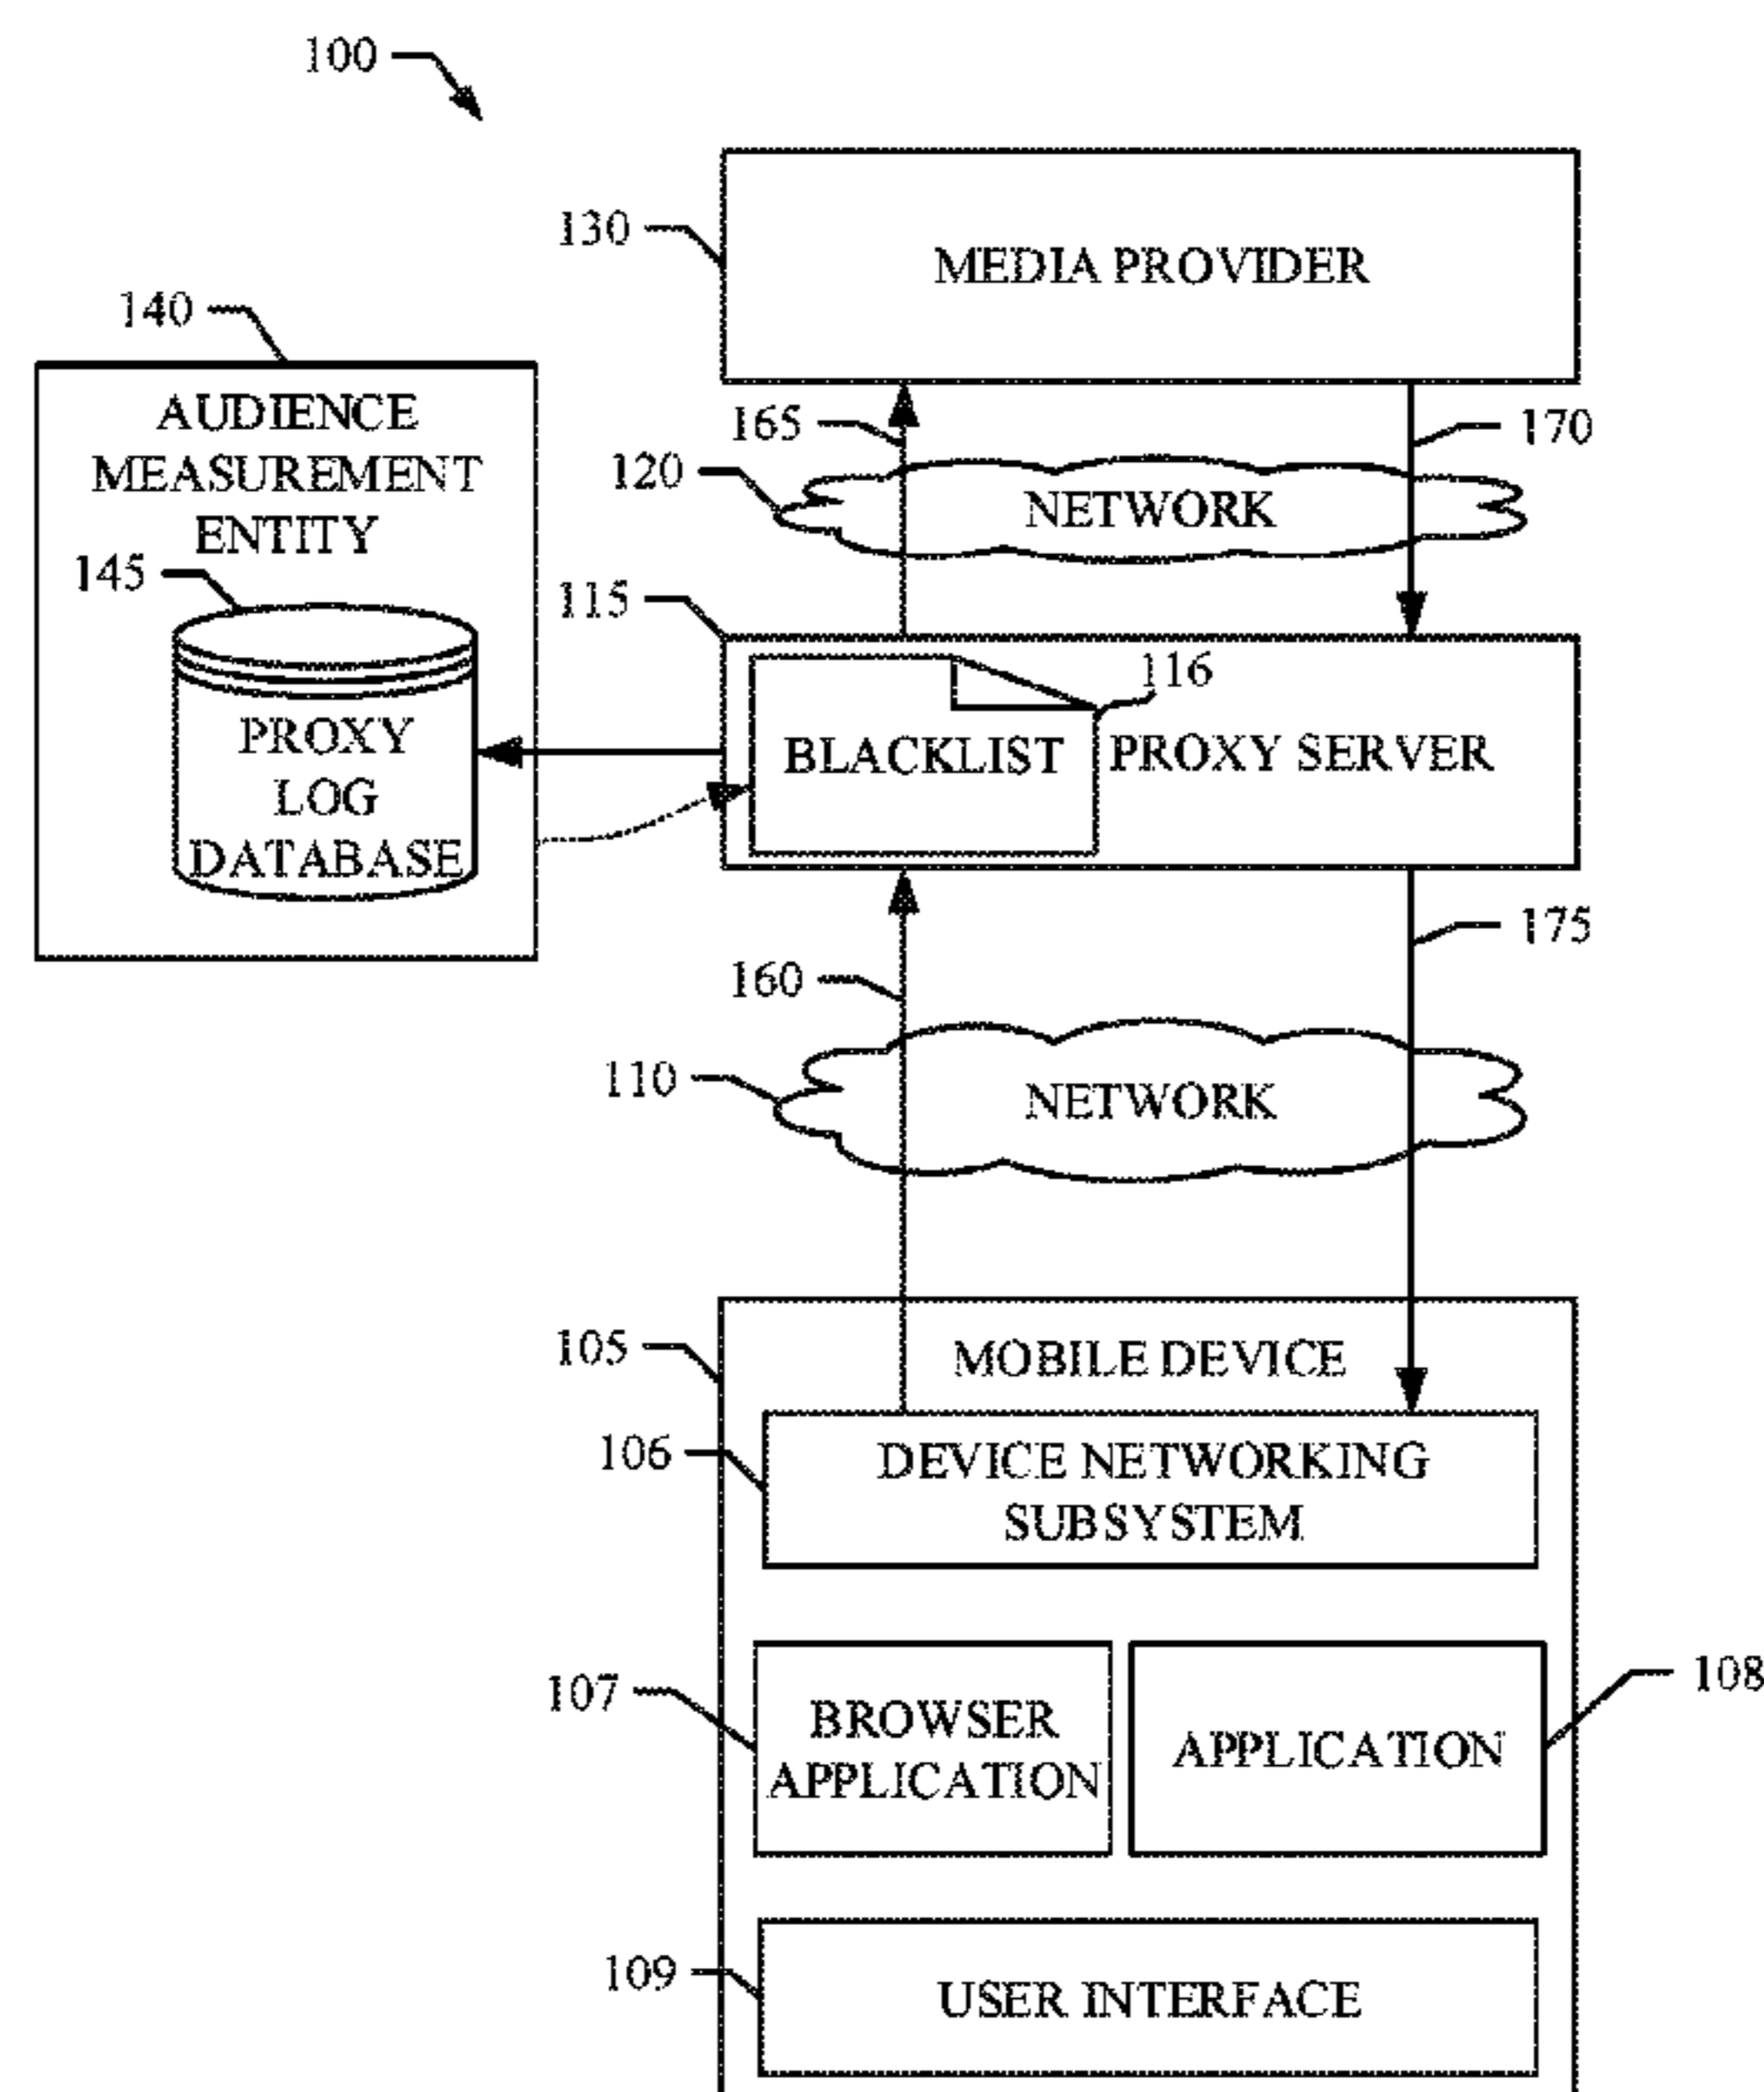 100
130
MEDIA PROVIDER
140
AUDIENCE
MEASUREMENT
ENTITY
145
PROXY
LOG
DATABASE
165
170
120
NETWORK
115
116
BLACKLIST
PROXY SERVER
175
160
110
NETWORK
105
MOBILE DEVICE
106
DEVICE NETWORKING
SUBSYSTEM
107
BROWSER
APPLICATION
108
APPLICATION
109
USER INTERFACE